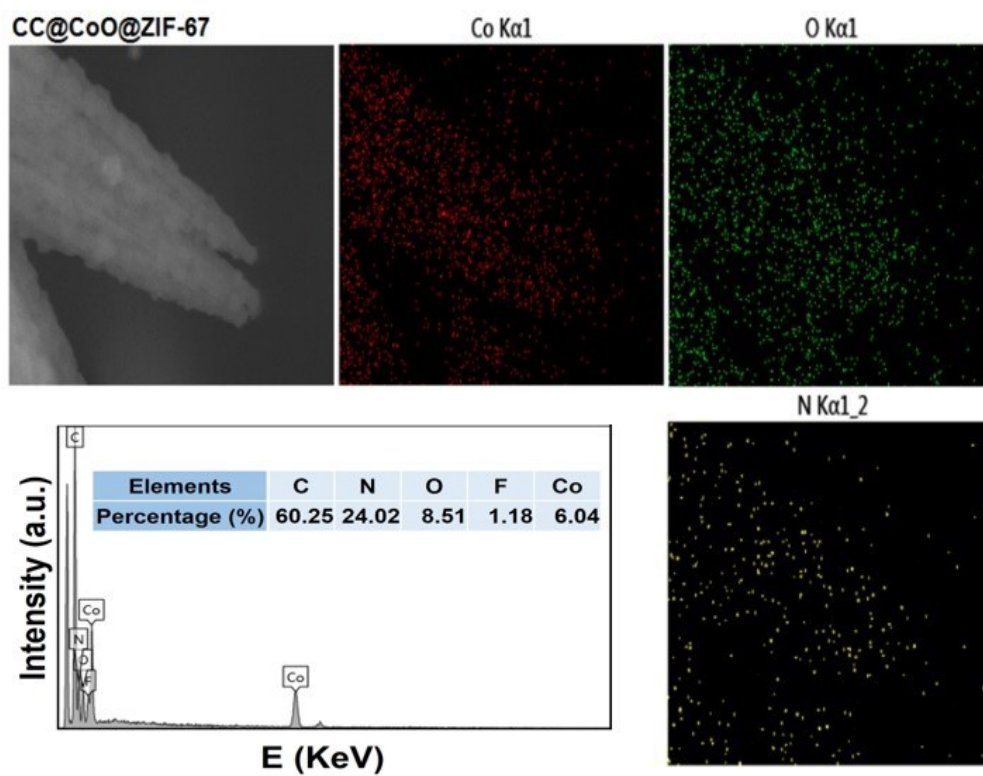 CC@CoO@ZIF-67
Co Kα1
O Kα1
N Kα1_2
Intensity (a.u.)
C
Elements C N O F Co
Percentage (%) 60.25 24.02 8.51 1.18 6.04
Co
N
O
F
Co
E (KeV)